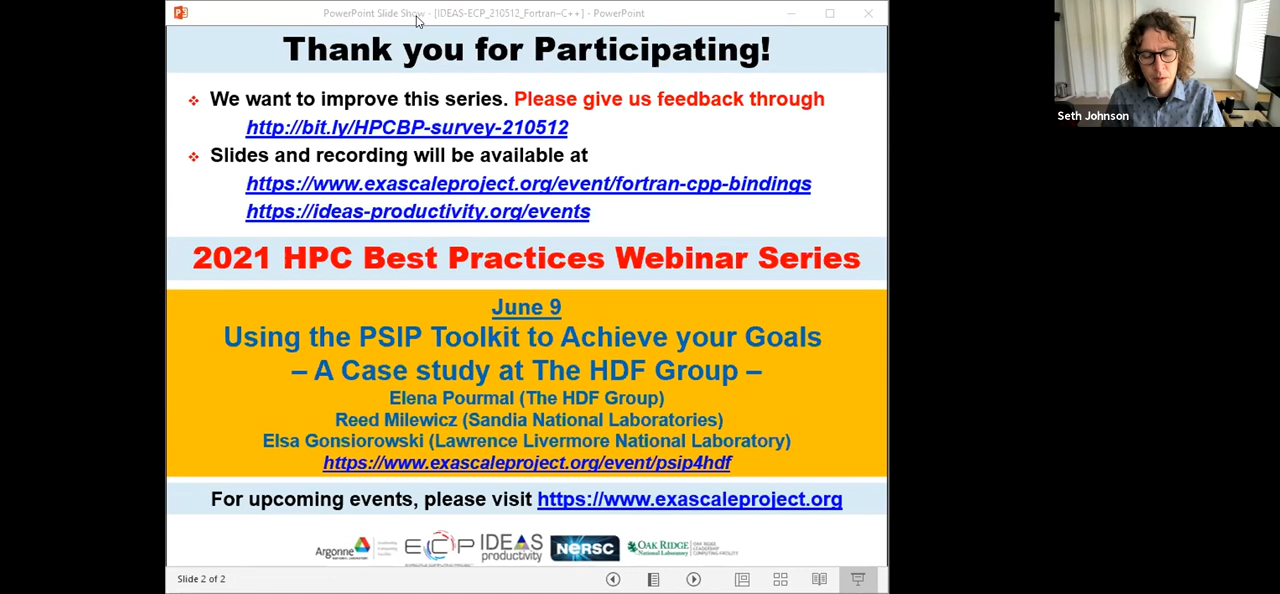 PowerPoint Slide Show - [IDEAS-ECP_210512_Fortran-C++] - PowerPoint
Thank you for Participating!
❖ We want to improve this series. Please give us feedback through
http://bit.ly/HPCBP-survey-210512
❖ Slides and recording will be available at
https://www.exascaleproject.org/event/fortran-cpp-bindings
https://ideas-productivity.org/events
2021 HPC Best Practices Webinar Series
June 9
Using the PSIP Toolkit to Achieve your Goals
– A Case study at The HDF Group –
Elena Pourmal (The HDF Group)
Reed Milewicz (Sandia National Laboratories)
Elsa Gonsiorowski (Lawrence Livermore National Laboratory)
https://www.exascaleproject.org/event/psip4hdf
For upcoming events, please visit https://www.exascaleproject.org
Argonne
ECP
IDEAS
productivity
NERSC
OAK RIDGE
National Laboratory
Slide 2 of 2
Seth Johnson